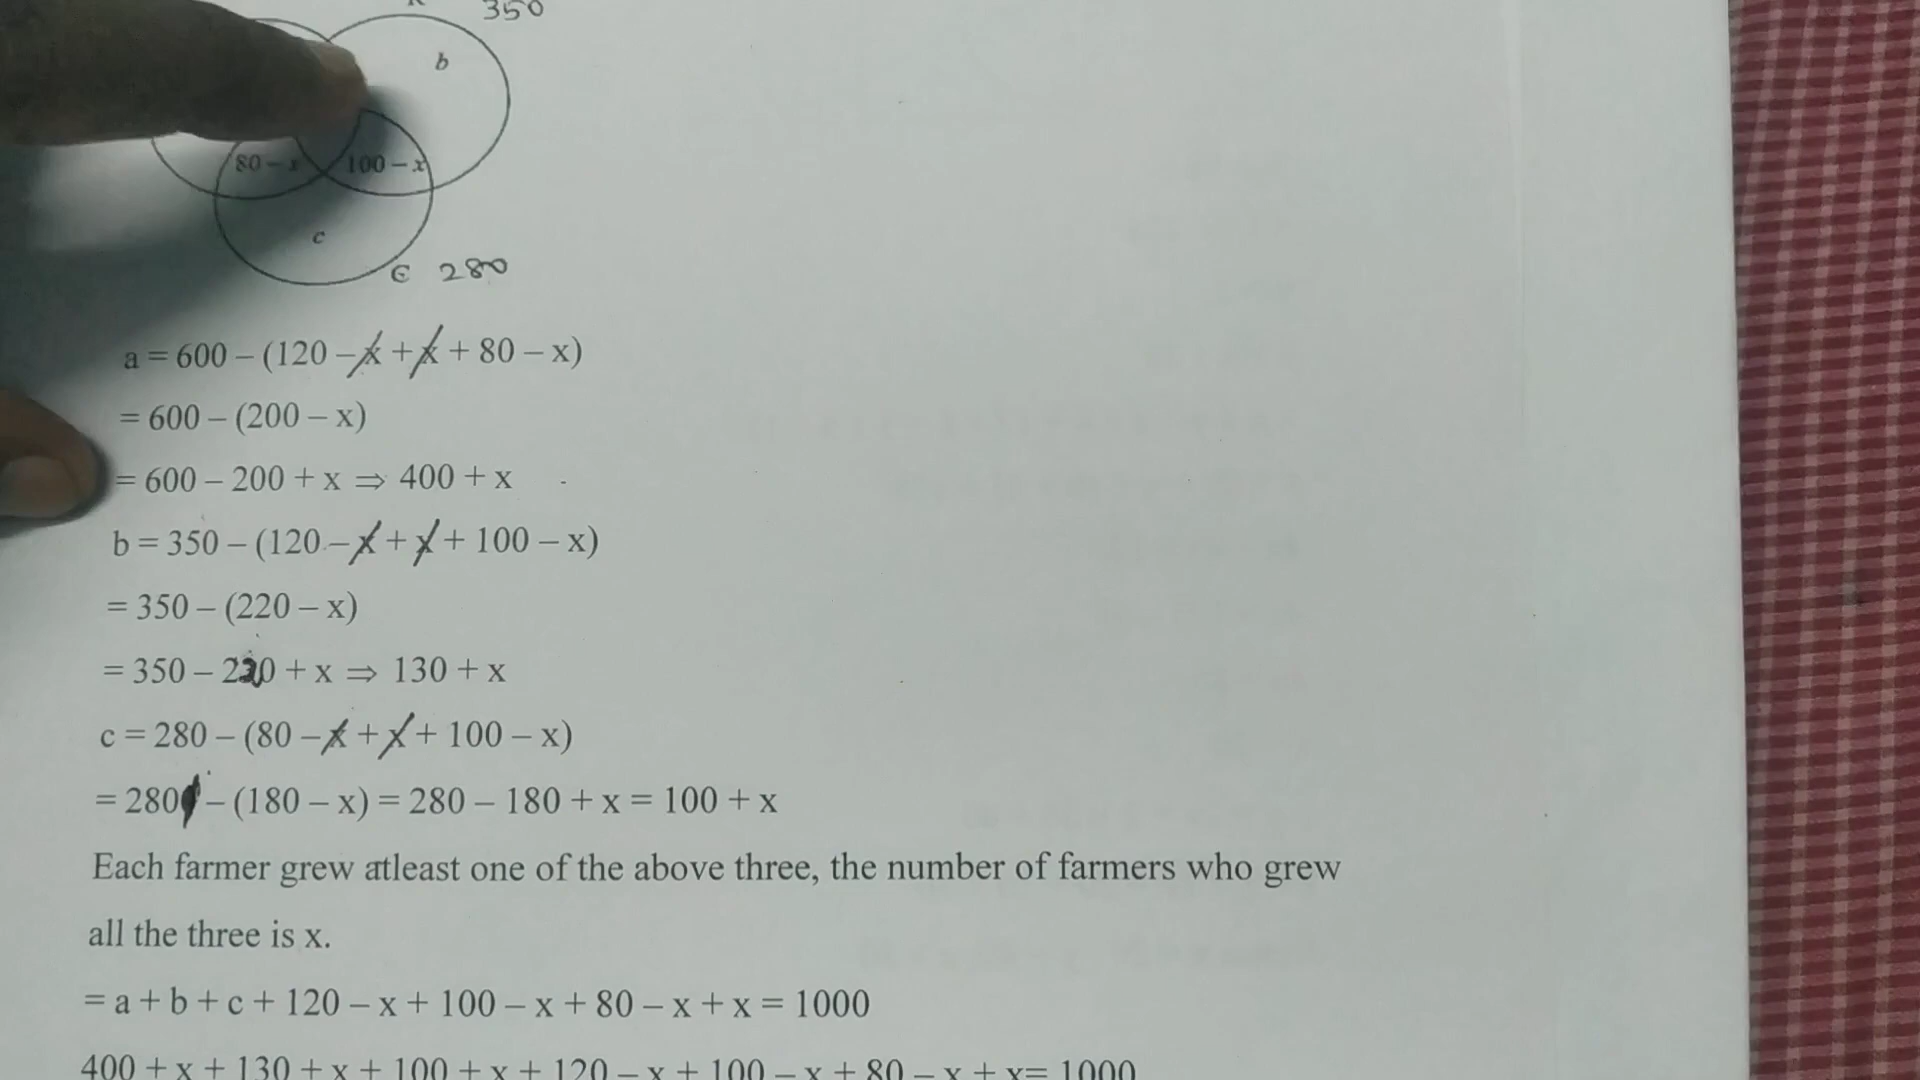 350
b
80 – x
100 – x
c
C 280
a = 600 – (120 – x + x + 80 – x)
= 600 – (200 – x)
= 600 – 200 + x ⇒ 400 + x
b = 350 – (120 – x + x + 100 – x)
= 350 – (220 – x)
= 350 – 220 + x ⇒ 130 + x
c = 280 – (80 – x + x + 100 – x)
= 280 – (180 – x) = 280 – 180 + x = 100 + x
Each farmer grew atleast one of the above three, the number of farmers who grew
all the three is x.
= a + b + c + 120 – x + 100 – x + 80 – x + x = 1000
400 + x + 130 + x + 100 + x + 120 – x + 100 – x + 80 – x + x= 1000